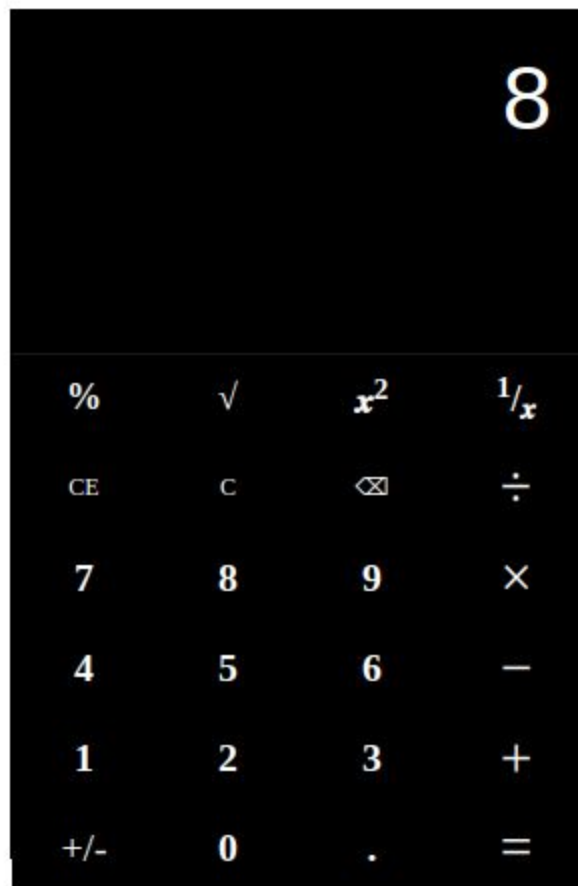 8
% √ x² ¹/x
CE C ⌫ ÷
7 8 9 ×
4 5 6 −
1 2 3 +
+/- 0 . =